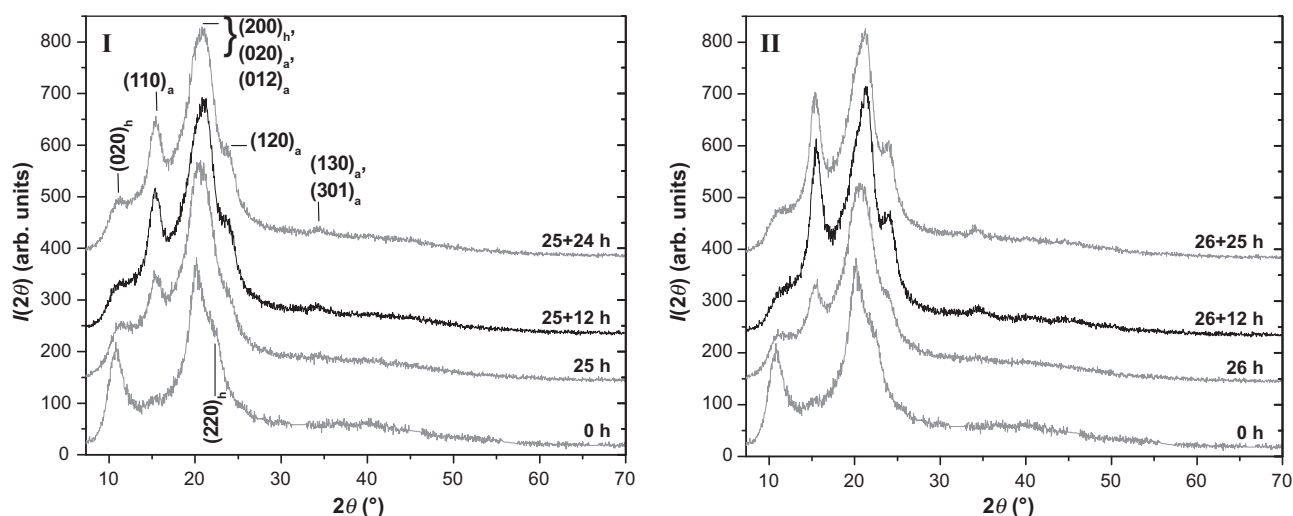 I
(200)h,
(020)a,
(012)a
(110)a
(020)h
(120)a
(130)a,
(301)a
(220)h
25+24 h
25+12 h
25 h
0 h
I(2θ) (arb. units)
800
700
600
500
400
300
200
100
0
10 20 30 40 50 60 70
2θ (°)
II
26+25 h
26+12 h
26 h
0 h
I(2θ) (arb. units)
800
700
600
500
400
300
200
100
0
10 20 30 40 50 60 70
2θ (°)